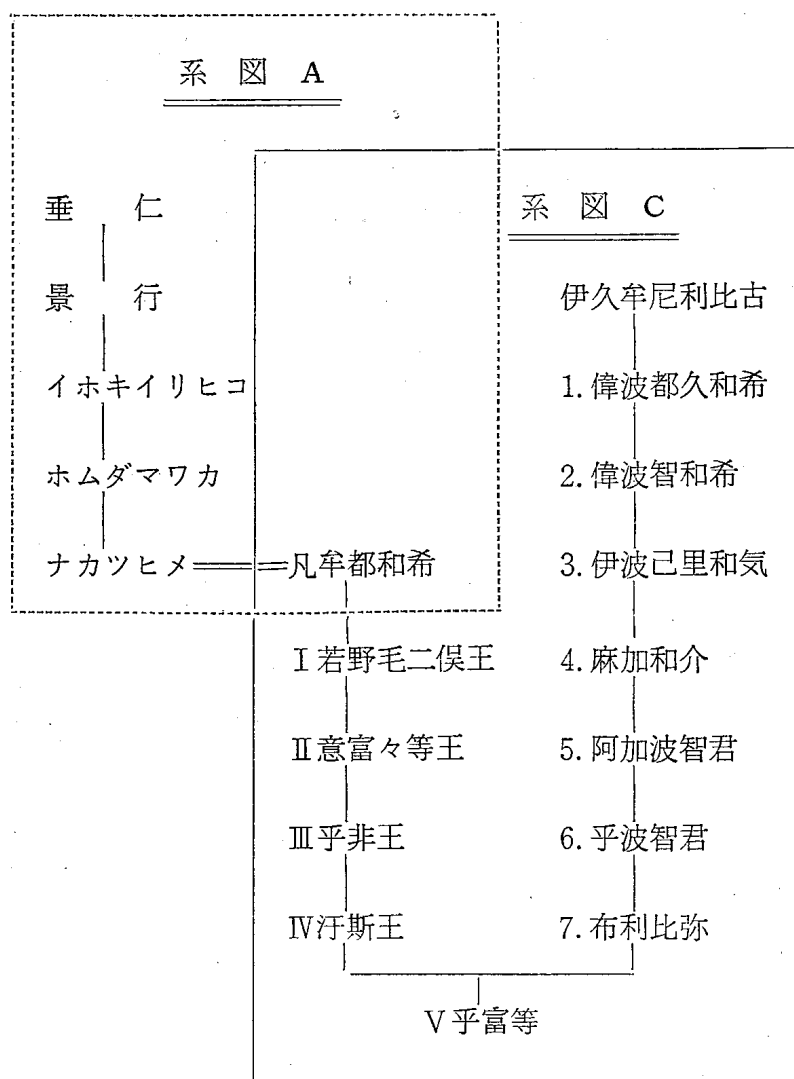 系図 A
系図 C
垂仁
景行
伊久牟尼利比古
イホキイリヒコ
1.偉波都久和希
ホムダマワカ
2.偉波智和希
ナカツヒメ
凡牟都和希
3.伊波己里和気
I若野毛二俣王
4.麻加和介
II意富々等王
5.阿加波智君
III乎非王
6.乎波智君
IV汙斯王
7.布利比弥
V乎富等